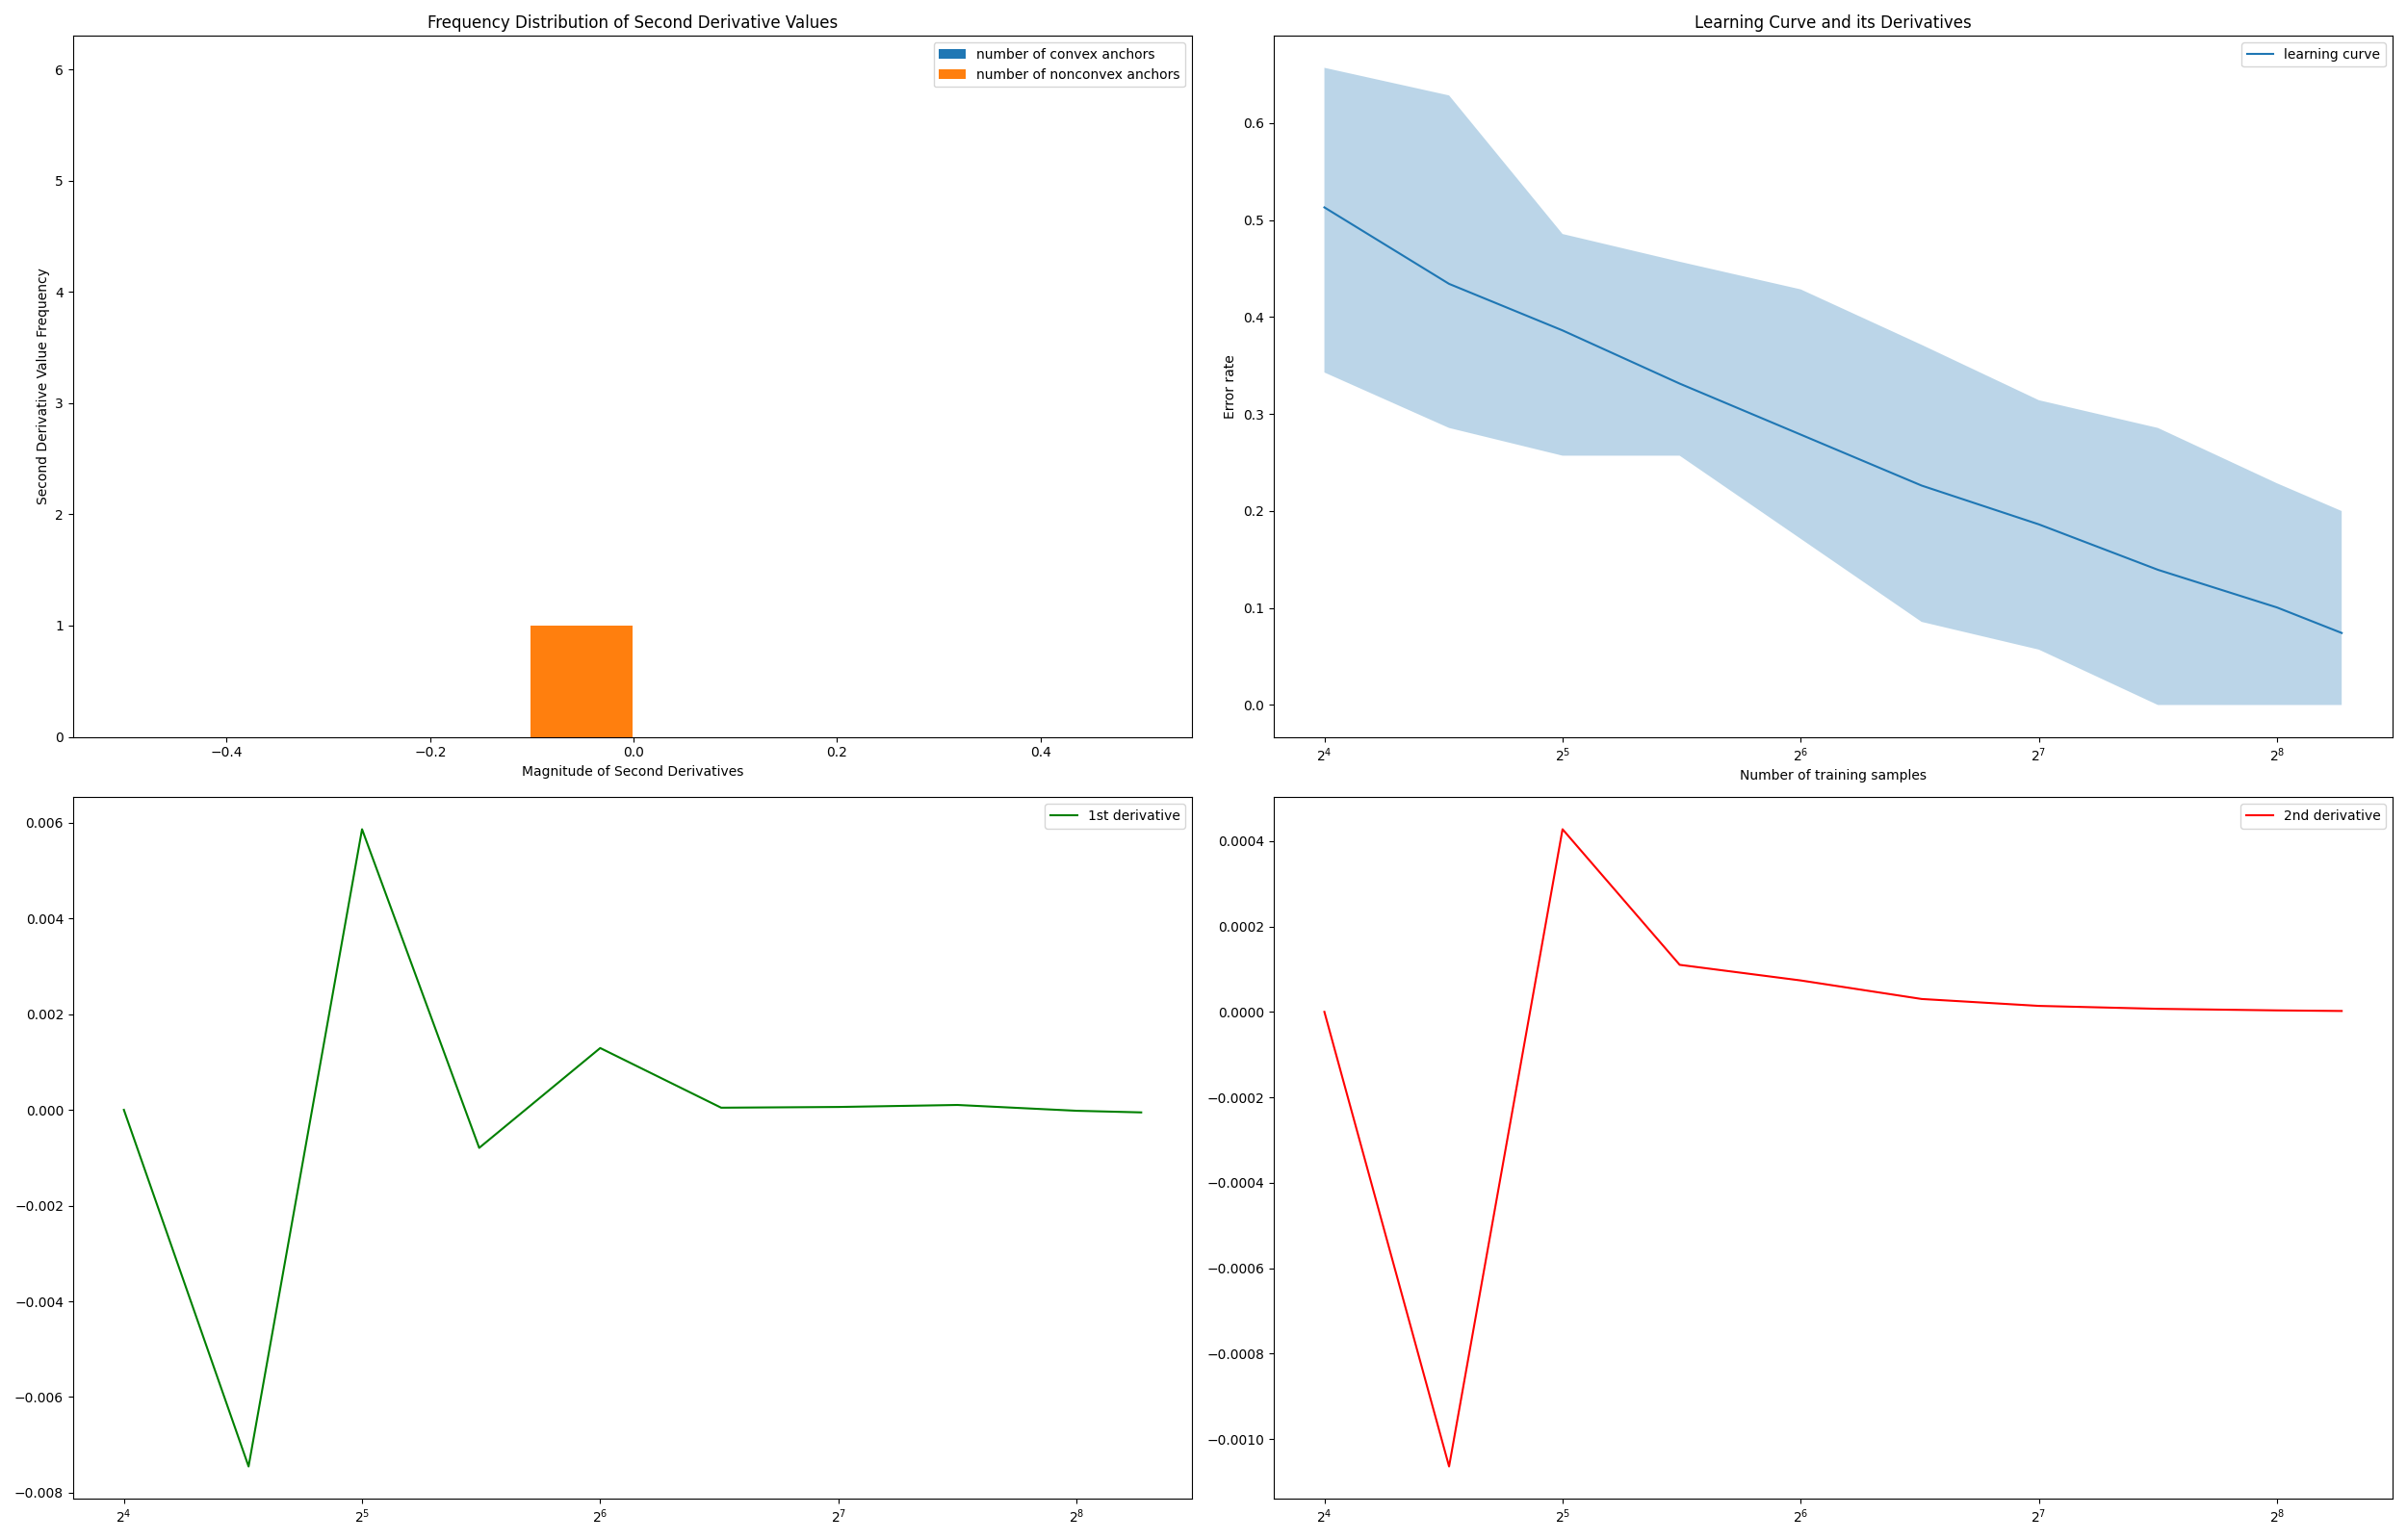 Frequency Distribution of Second Derivative Values
number of convex anchors
number of nonconvex anchors
6
5
4
3
2
1
0
Second Derivative Value Frequency
−0.4 −0.2 0.0 0.2 0.4
Magnitude of Second Derivatives
Learning Curve and its Derivatives
learning curve
0.6
0.5
0.4
0.3
0.2
0.1
0.0
Error rate
2⁴ 2⁵ 2⁶ 2⁷ 2⁸
Number of training samples
1st derivative
0.006
0.004
0.002
0.000
−0.002
−0.004
−0.006
−0.008
2⁴ 2⁵ 2⁶ 2⁷ 2⁸
2nd derivative
0.0004
0.0002
0.0000
−0.0002
−0.0004
−0.0006
−0.0008
−0.0010
2⁴ 2⁵ 2⁶ 2⁷ 2⁸